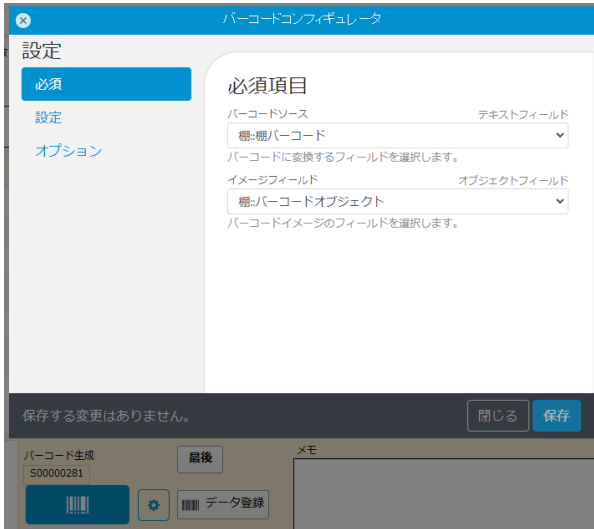 バーコードコンフィギュレータ
設定
必須
設定
オプション
必須項目
バーコードソース
テキストフィールド
棚::棚バーコード
バーコードに変換するフィールドを選択します。
イメージフィールド
オブジェクトフィールド
棚::バーコードオブジェクト
バーコードイメージのフィールドを選択します。
保存する変更はありません。
閉じる
保存
バーコード生成
最後
メモ
S00000281
データ登録